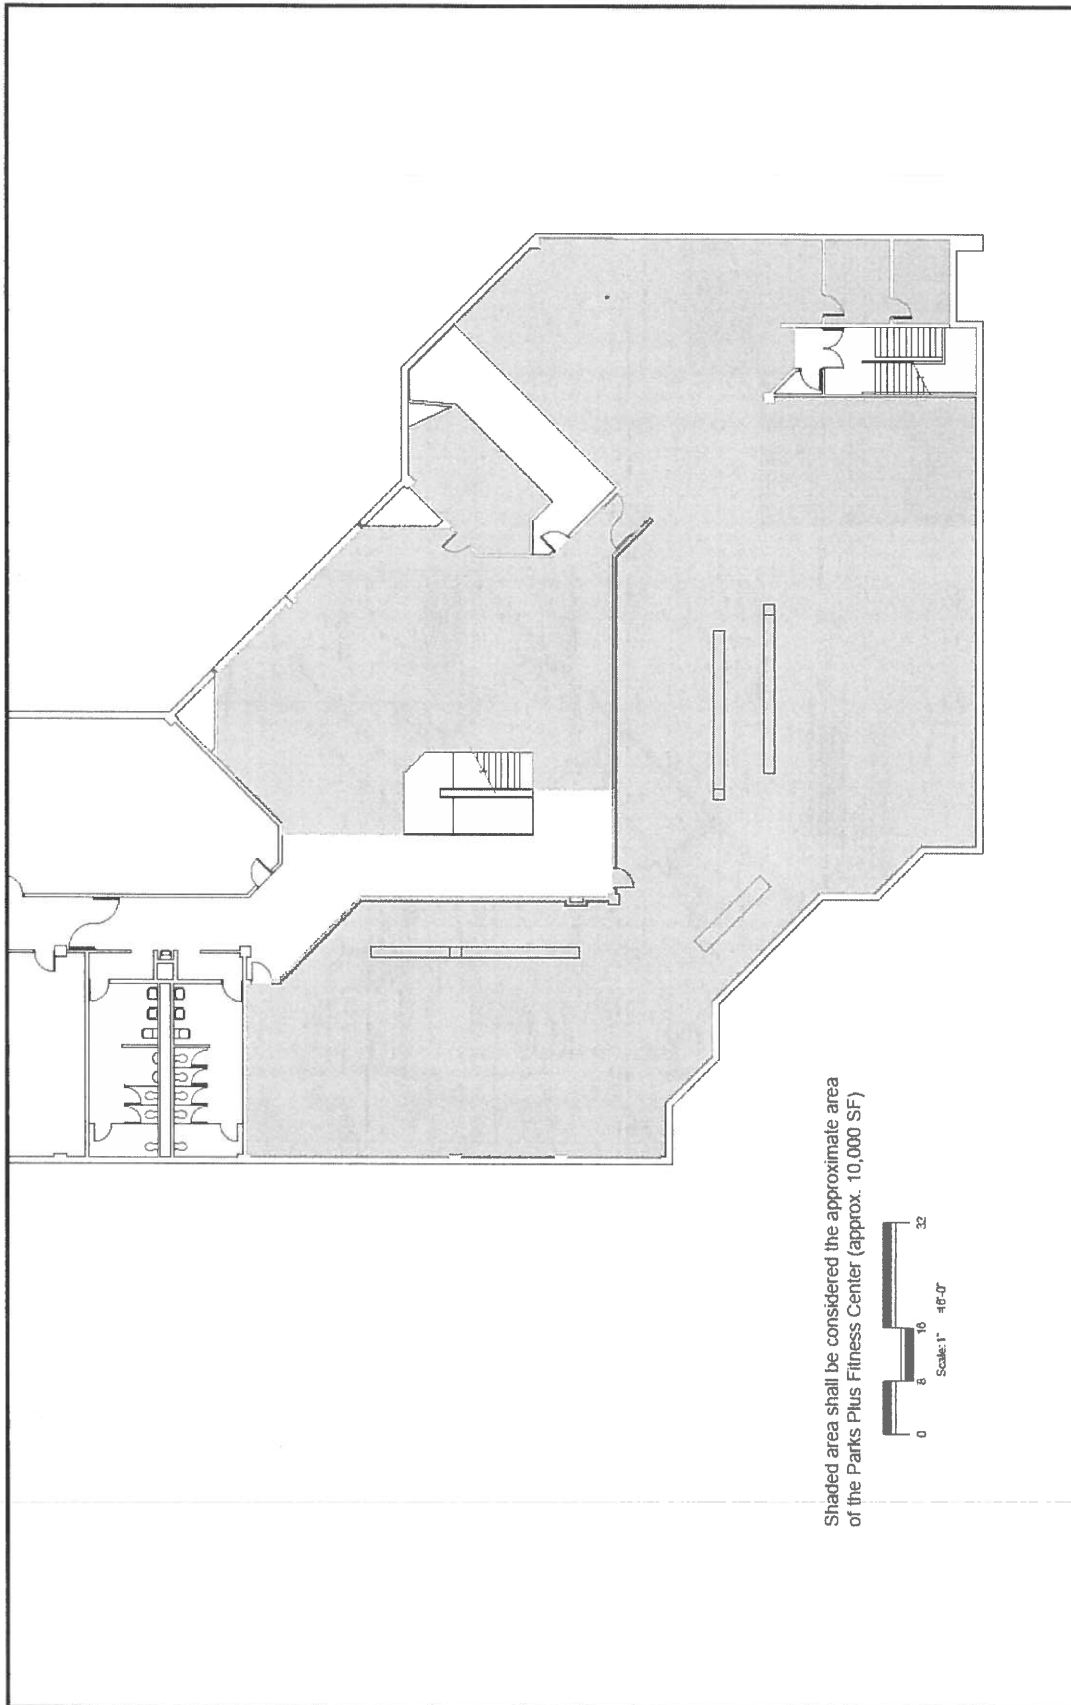 Shaded area shall be considered the approximate area
of the Parks Plus Fitness Center (approx. 10,000 SF)
0 8 16 32
Scale: 1" =16'-0"